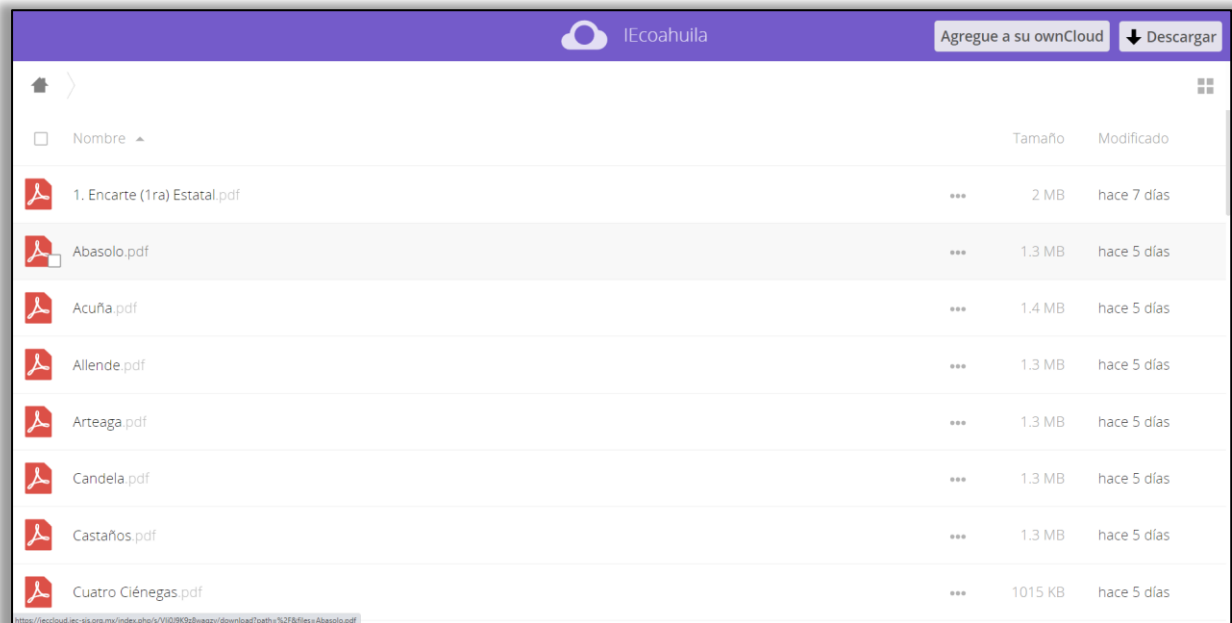 IEcoahuila
Agregue a su ownCloud
Descargar
Nombre Tamaño Modificado
1. Encarte (1ra) Estatal.pdf ••• 2 MB hace 7 días
Abasolo.pdf ••• 1.3 MB hace 5 días
Acuña.pdf ••• 1.4 MB hace 5 días
Allende.pdf ••• 1.3 MB hace 5 días
Arteaga.pdf ••• 1.3 MB hace 5 días
Candela.pdf ••• 1.3 MB hace 5 días
Castaños.pdf ••• 1.3 MB hace 5 días
Cuatro Ciénegas.pdf ••• 1015 KB hace 5 días